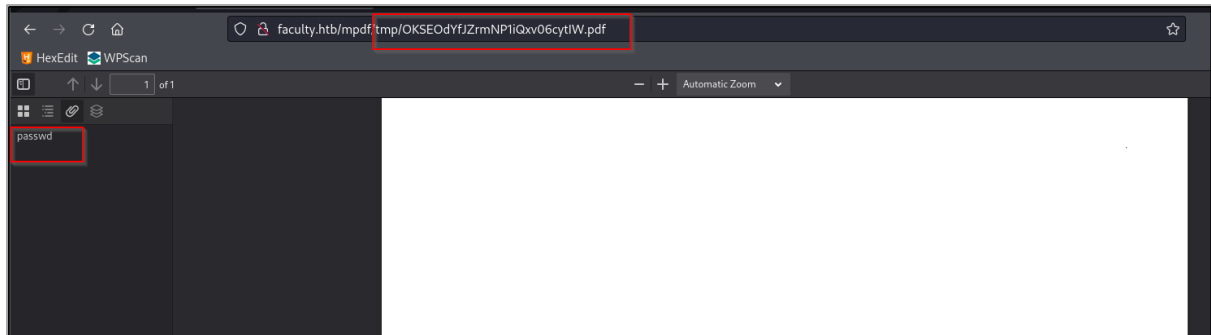 faculty.htb/mpdf/tmp/OKSEOdYfJZrmNP1iQxv06cytIW.pdf
HexEdit WPScan
1 of 1
Automatic Zoom
passwd